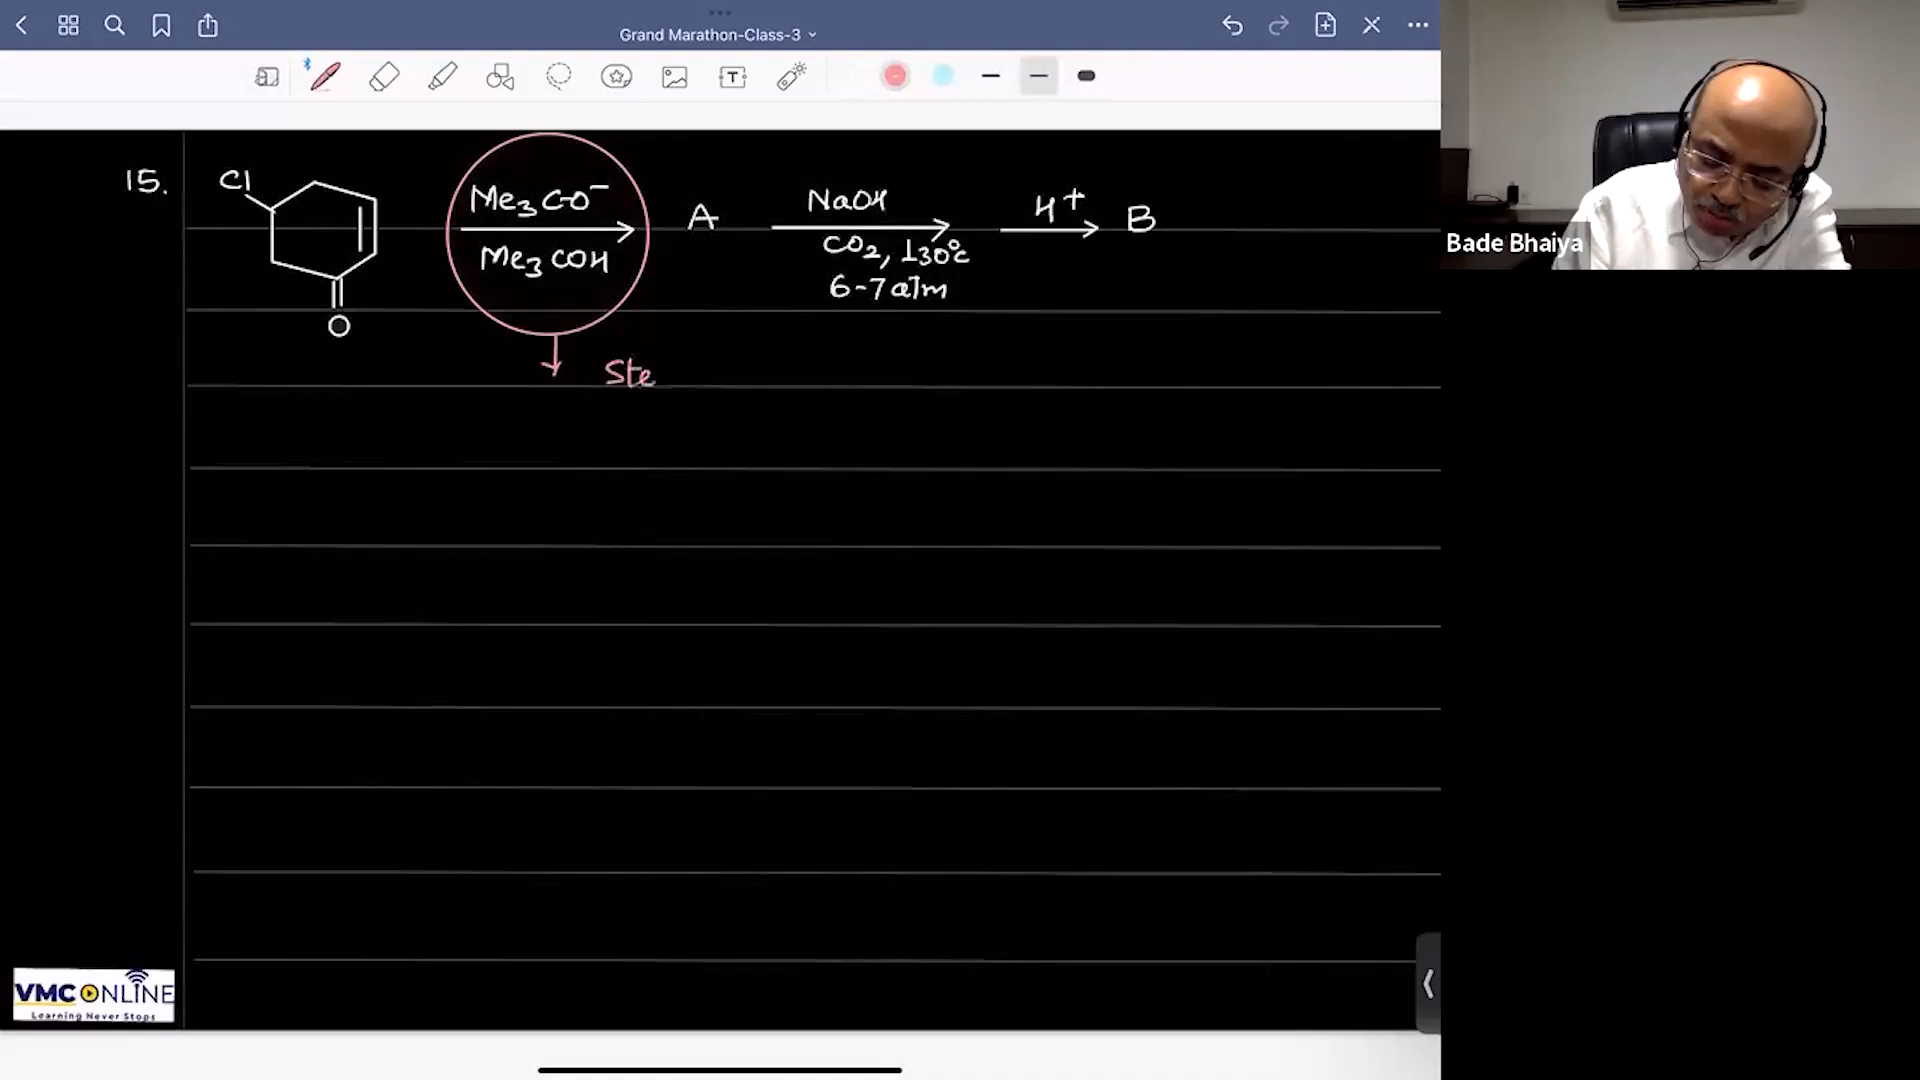 Grand Marathon-Class-3
15.
Cl
O
Me3CO⁻
Me3COH
A
NaOH
CO2, 130°C
6-7 atm
H+
B
Ste
Bade Bhaiya
VMC ONLINE
Learning Never Stops